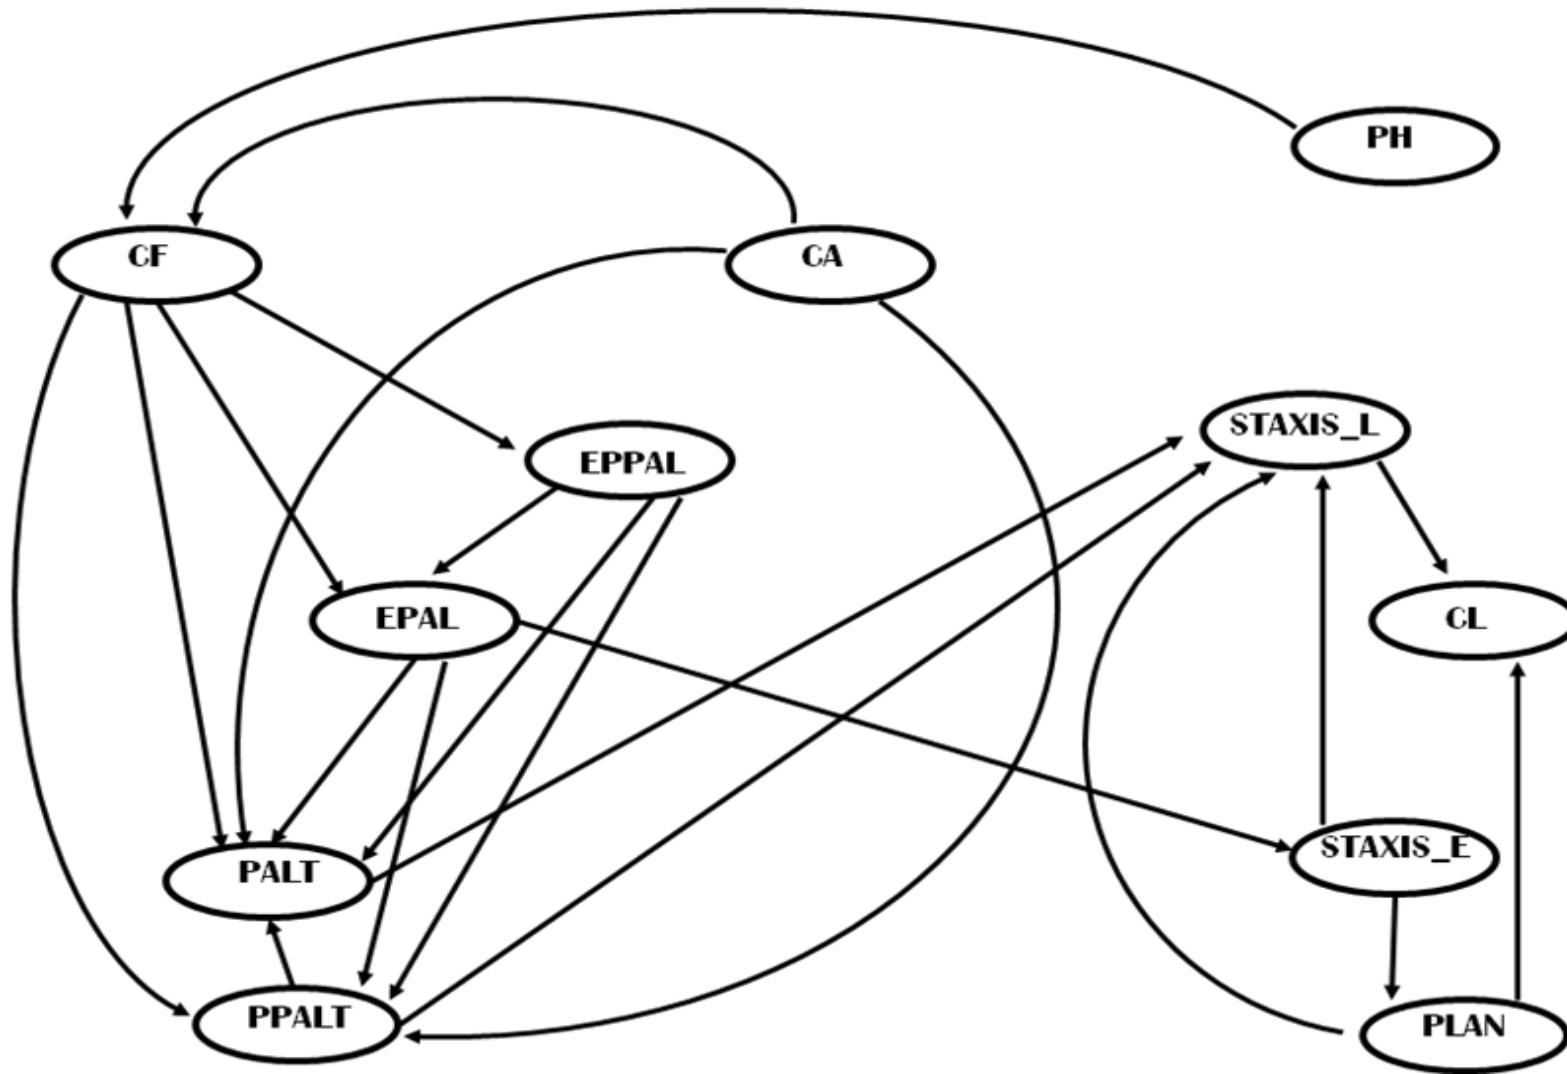 PH
CF
CA
STAXIS_L
EPPAL
EPAL
CL
STAXIS_E
PALT
PPALT
PLAN